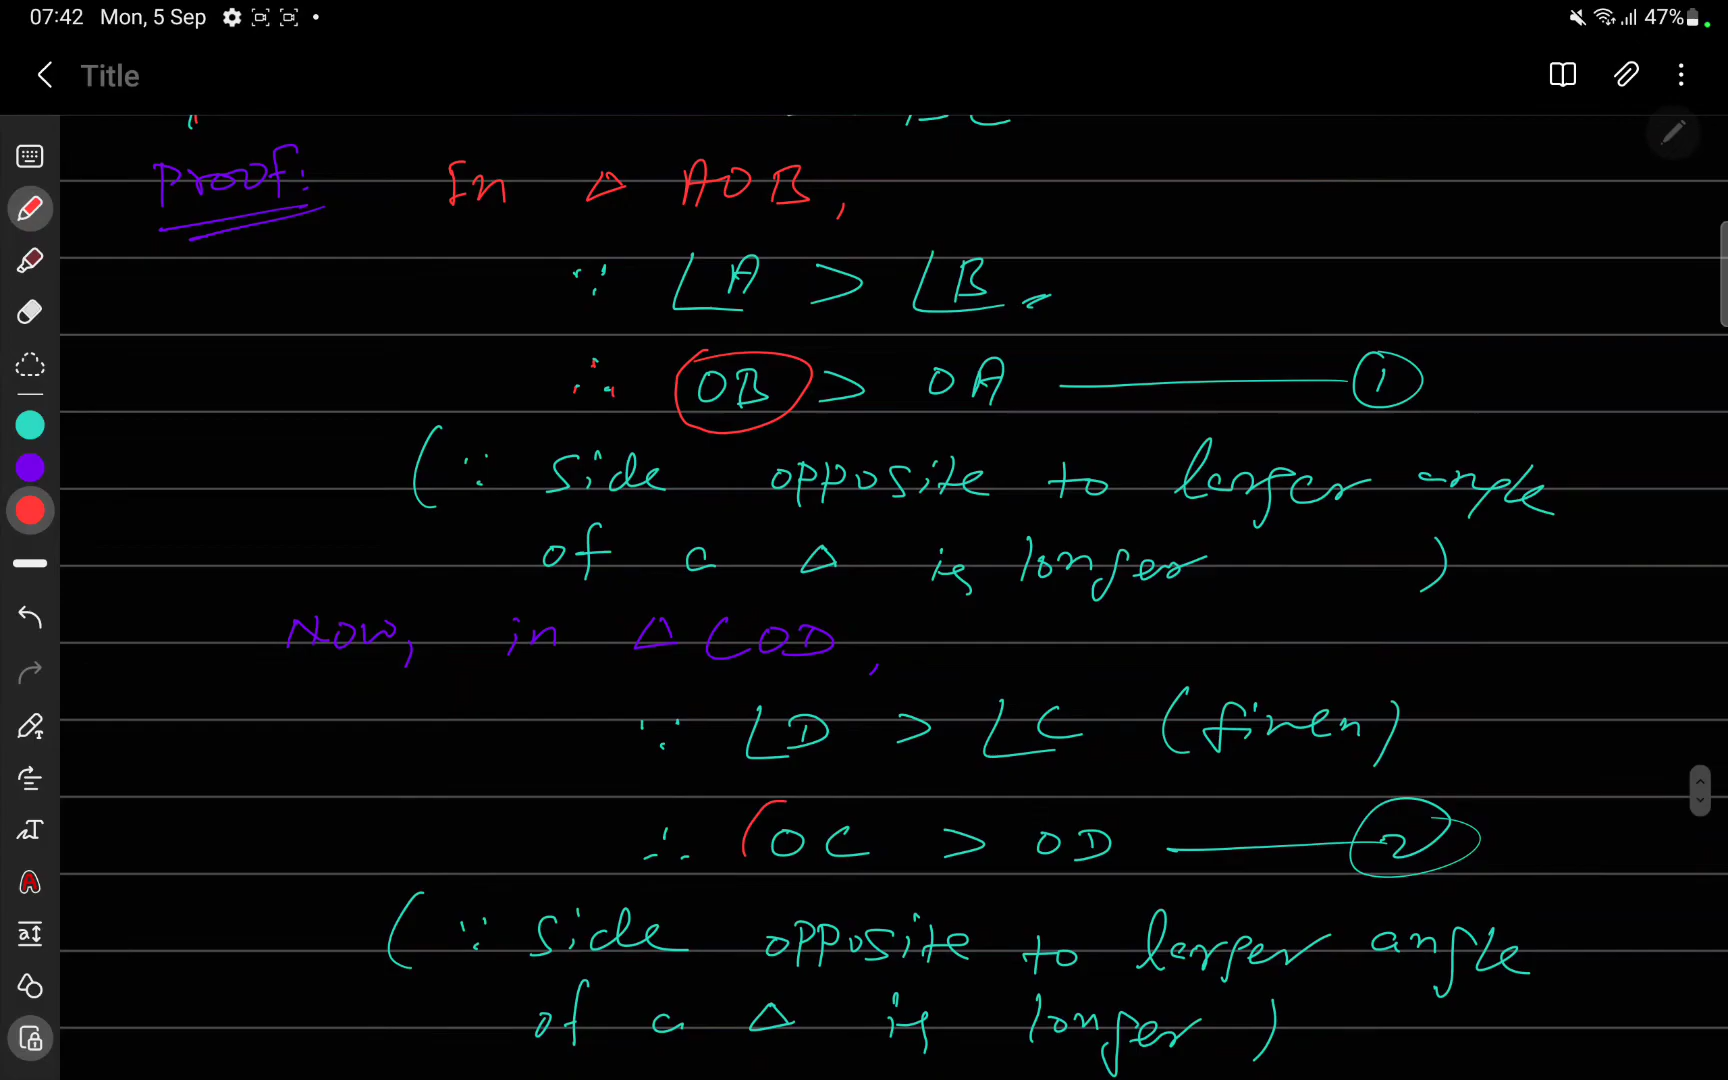 07:42 Mon, 5 Sep 47%
Title
Proof: In △ AOB,
∵ ∠A > ∠B.
∴ OB > OA ——— ①
(∵ side opposite to larger angle
of a △ is longer )
Now, in △ COD,
∵ ∠D > ∠C (given)
∴ OC > OD ——— ②
(∵ side opposite to larger angle
of a △ is longer )